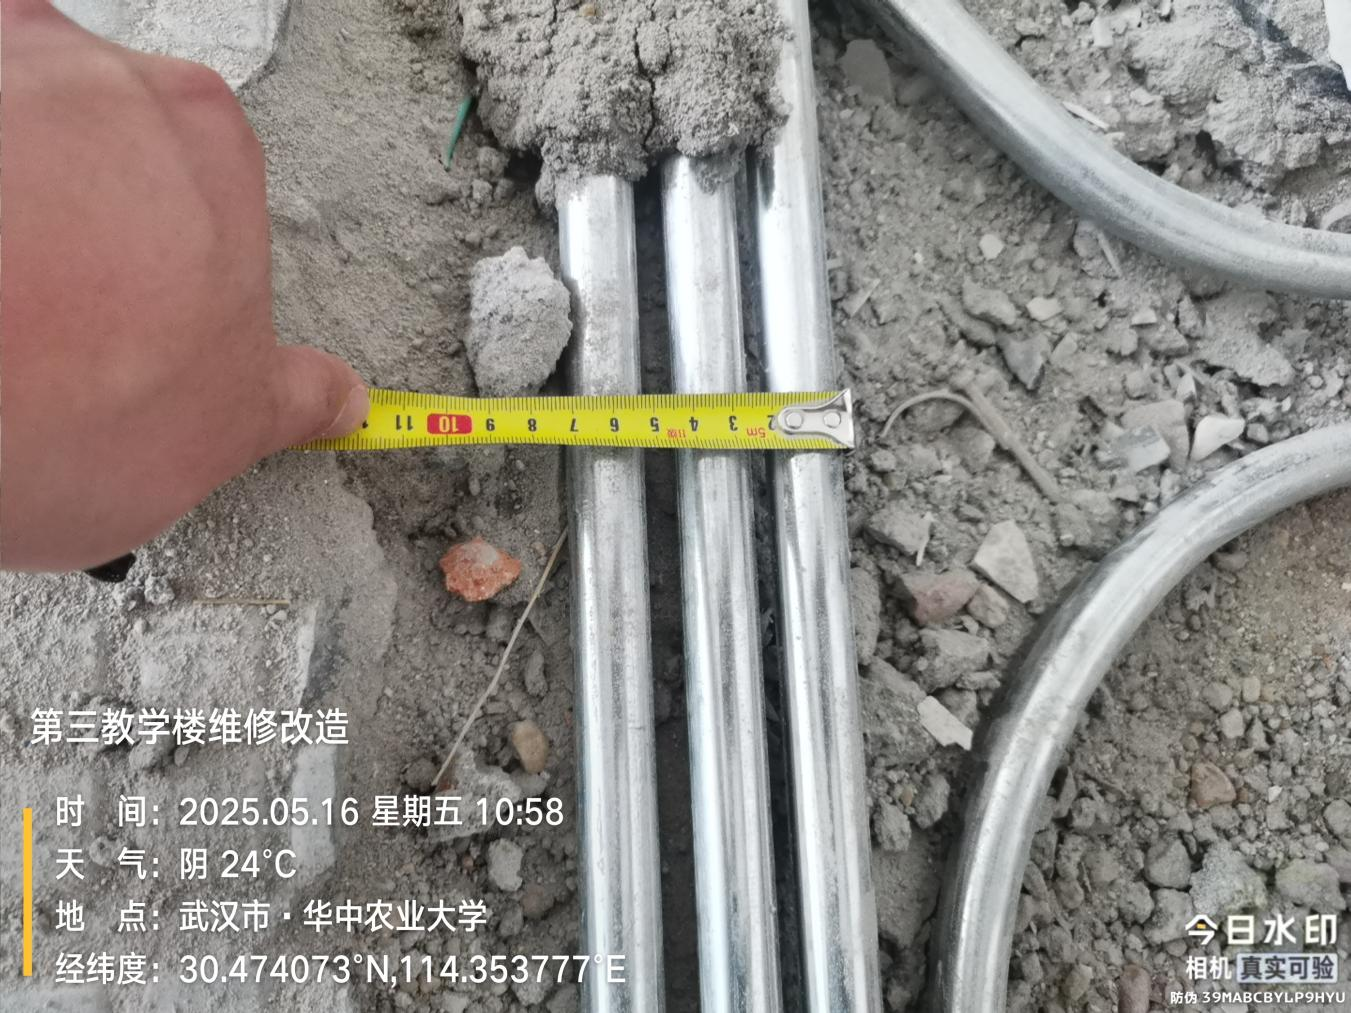 11 10 9 8 7 6 5 4 3 5m 2
第三教学楼维修改造
时 间：2025.05.16 星期五 10:58
天 气：阴 24°C
地 点：武汉市·华中农业大学
经纬度：30.474073°N,114.353777°E
今日水印
相机 真实可验
防伪 39MABCBYLP9HYU